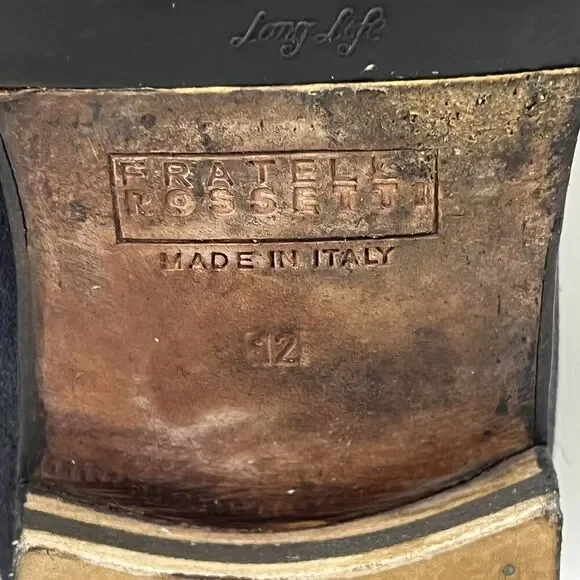 Long Life
FRATELLI
ROSSETTI
MADE IN ITALY
12